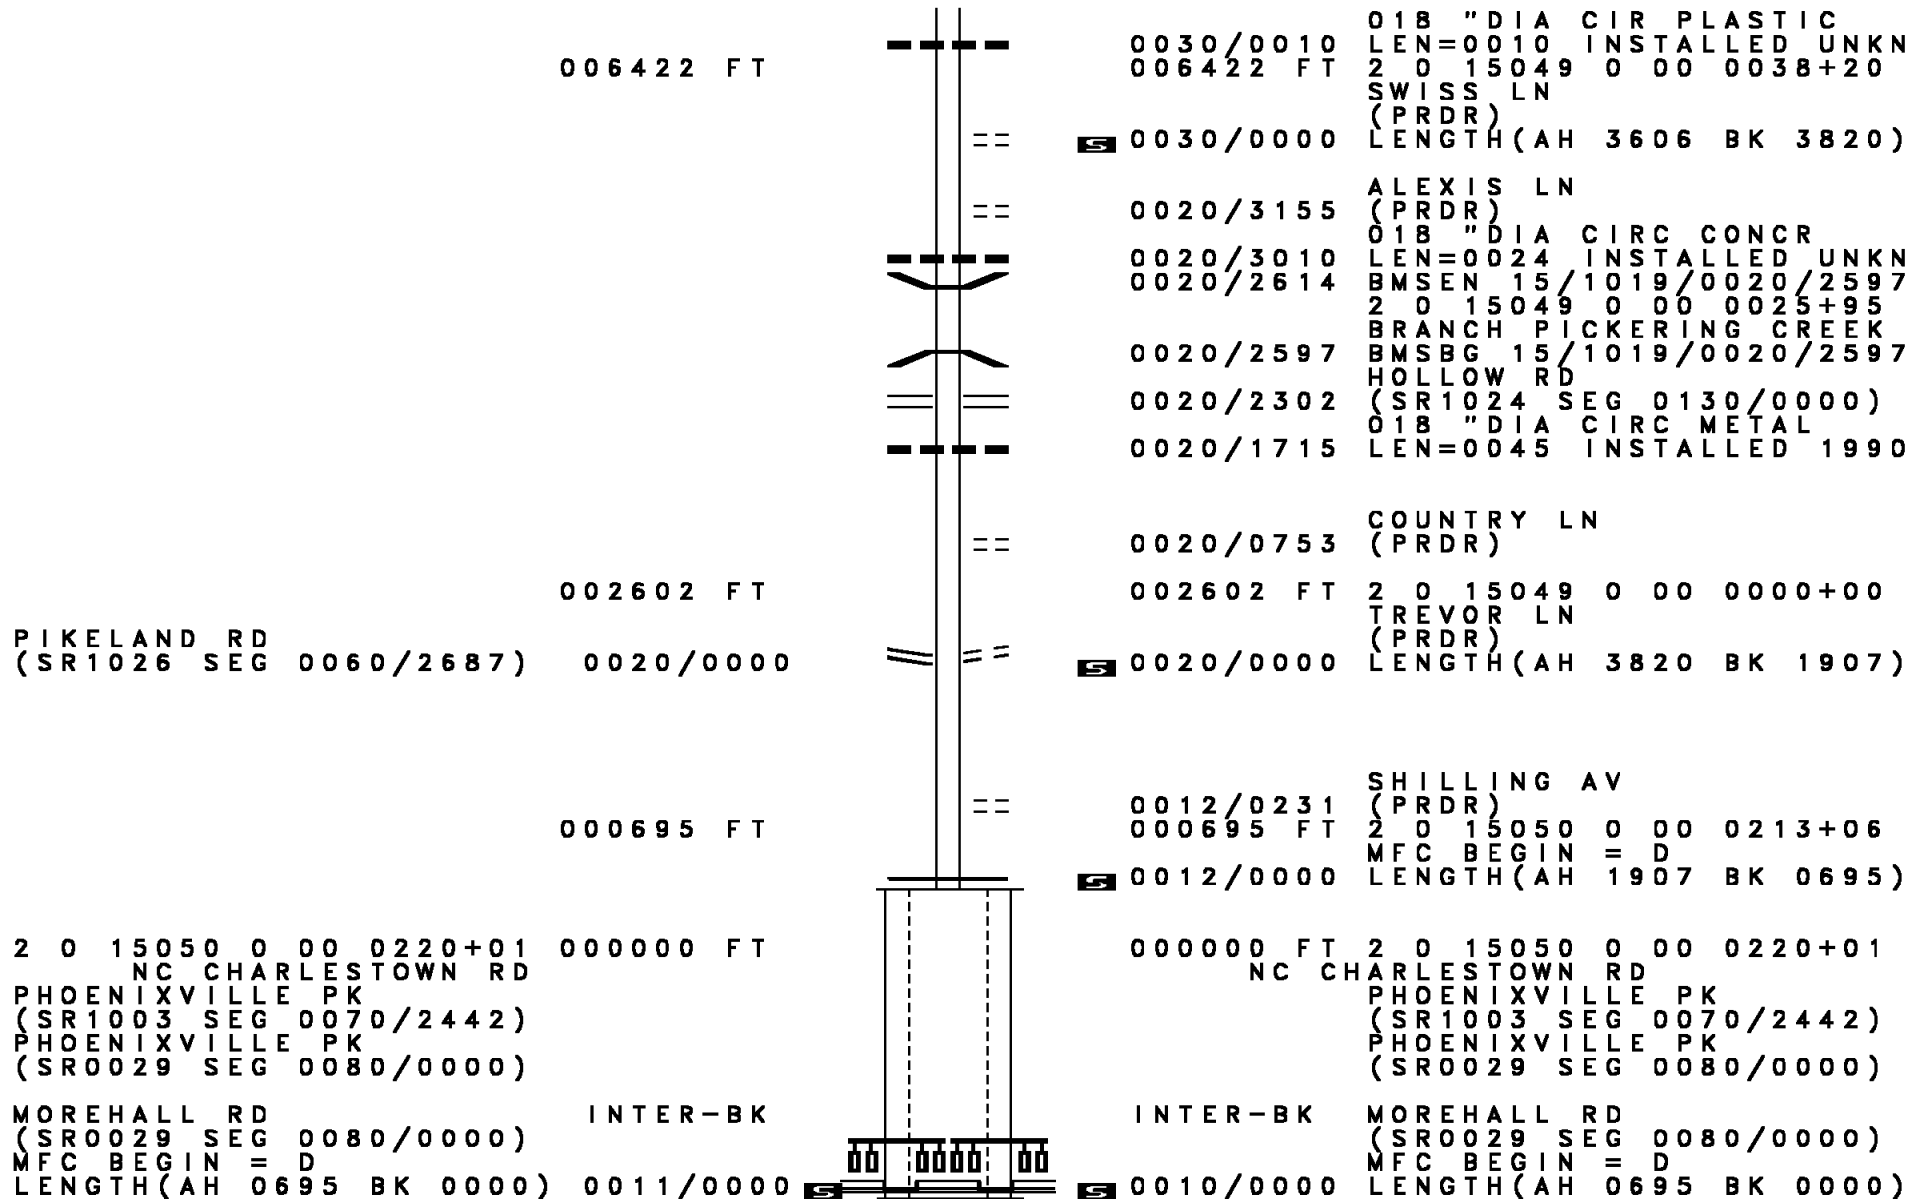 018 "DIA CIR PLASTIC
0030/0010 LEN=0010 INSTALLED UNKN
006422 FT 006422 FT 2 0 15049 0 00 0038+20
SWISS LN
(PRDR)
S 0030/0000 LENGTH(AH 3606 BK 3820)
ALEXIS LN
0020/3155 (PRDR)
018 "DIA CIRC CONCR
0020/3010 LEN=0024 INSTALLED UNKN
0020/2614 BMSEN 15/1019/0020/2597
2 0 15049 0 00 0025+95
BRANCH PICKERING CREEK
0020/2597 BMSBG 15/1019/0020/2597
HOLLOW RD
0020/2302 (SR1024 SEG 0130/0000)
018 "DIA CIRC METAL
0020/1715 LEN=0045 INSTALLED 1990
COUNTRY LN
0020/0753 (PRDR)
002602 FT 002602 FT 2 0 15049 0 00 0000+00
TREVOR LN
PIKELAND RD (PRDR)
(SR1026 SEG 0060/2687) 0020/0000 S 0020/0000 LENGTH(AH 3820 BK 1907)
SHILLING AV
0012/0231 (PRDR)
000695 FT 000695 FT 2 0 15050 0 00 0213+06
MFC BEGIN = D
S 0012/0000 LENGTH(AH 1907 BK 0695)
2 0 15050 0 00 0220+01 000000 FT 000000 FT 2 0 15050 0 00 0220+01
NC CHARLESTOWN RD NC CHARLESTOWN RD
PHOENIXVILLE PK PHOENIXVILLE PK
(SR1003 SEG 0070/2442) (SR1003 SEG 0070/2442)
PHOENIXVILLE PK PHOENIXVILLE PK
(SR0029 SEG 0080/0000) (SR0029 SEG 0080/0000)
MOREHALL RD INTER-BK INTER-BK MOREHALL RD
(SR0029 SEG 0080/0000) (SR0029 SEG 0080/0000)
MFC BEGIN = D MFC BEGIN = D
LENGTH(AH 0695 BK 0000) 0011/0000 S S 0010/0000 LENGTH(AH 0695 BK 0000)